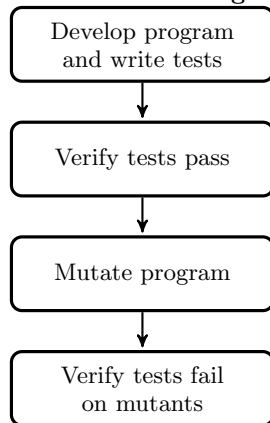 Develop program
and write tests
Verify tests pass
Mutate program
Verify tests fail
on mutants